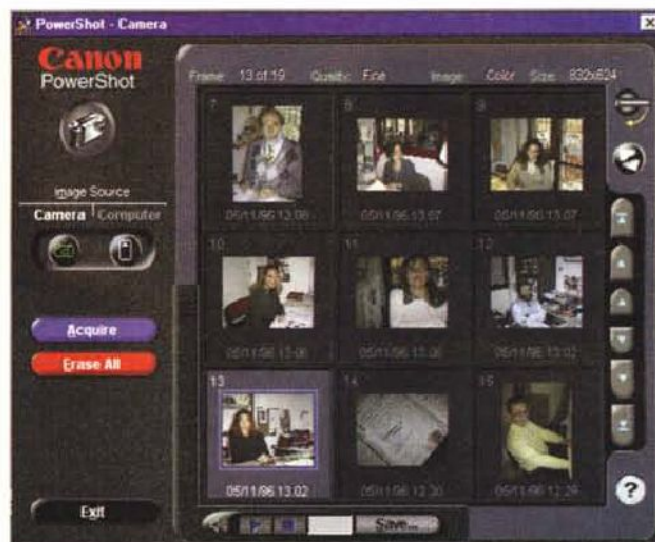 PowerShot - Camera
Canon
PowerShot
Frame: 13 of 19 Quality: Fine Image: Color Size: 832x624
Image Source
Camera Computer
Acquire
Erase All
Exit
7
05/11/96 13.08
8
05/11/96 13.07
9
05/11/96 13.07
10
05/11/96 13.06
11
05/11/96 13.06
12
05/11/96 13.02
13
05/11/96 13.02
14
05/11/96 12.30
15
05/11/96 12.29
Save...
?